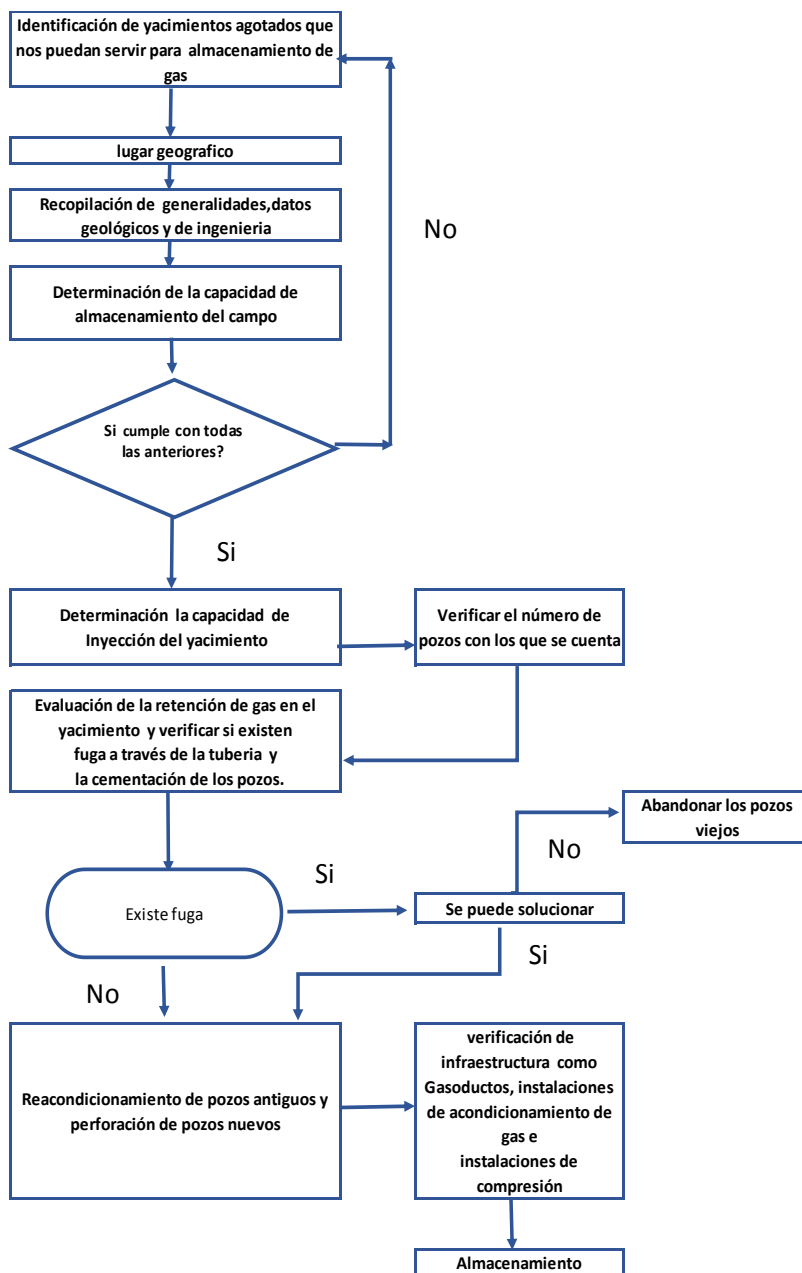 Identificación de yacimientos agotados que
nos puedan servir para almacenamiento de
gas
lugar geografico
Recopilación de generalidades,datos
geológicos y de ingenieria
No
Determinación de la capacidad de
almacenamiento del campo
Si cumple con todas
las anteriores?
Si
Determinación la capacidad de
Inyección del yacimiento
Verificar el número de
pozos con los que se cuenta
Evaluación de la retención de gas en el
yacimiento y verificar si existen
fuga a través de la tuberia y
la cementación de los pozos.
Abandonar los pozos
viejos
No
Si
Existe fuga
Se puede solucionar
Si
No
Reacondicionamiento de pozos antiguos y
perforación de pozos nuevos
verificación de
infraestructura como
Gasoductos, instalaciones
de acondicionamiento de
gas e
instalaciones de
compresión
Almacenamiento